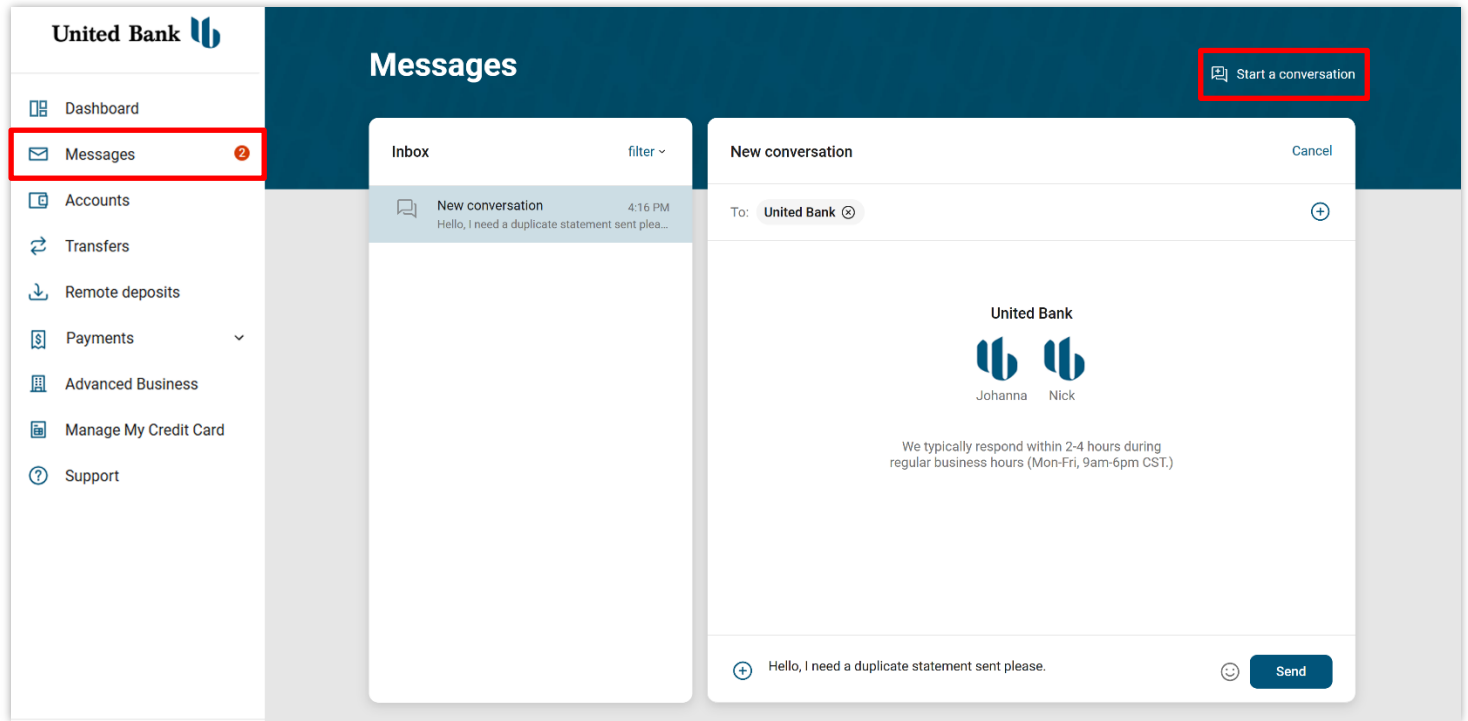 United Bank
Dashboard
Messages 2
Accounts
Transfers
Remote deposits
Payments
Advanced Business
Manage My Credit Card
Support
Messages
Start a conversation
Inbox filter
New conversation 4:16 PM
Hello, I need a duplicate statement sent plea...
New conversation Cancel
To: United Bank
United Bank
Johanna Nick
We typically respond within 2-4 hours during
regular business hours (Mon-Fri, 9am-6pm CST.)
Hello, I need a duplicate statement sent please.
Send